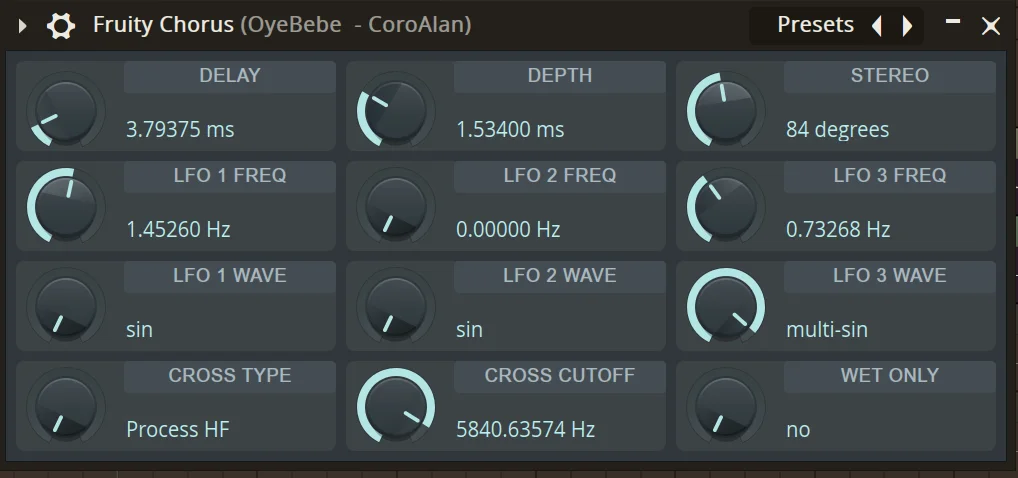 Fruity Chorus (OyeBebe - CoroAlan) Presets
DELAY DEPTH STEREO
3.79375 ms 1.53400 ms 84 degrees
LFO 1 FREQ LFO 2 FREQ LFO 3 FREQ
1.45260 Hz 0.00000 Hz 0.73268 Hz
LFO 1 WAVE LFO 2 WAVE LFO 3 WAVE
sin sin multi-sin
CROSS TYPE CROSS CUTOFF WET ONLY
Process HF 5840.63574 Hz no